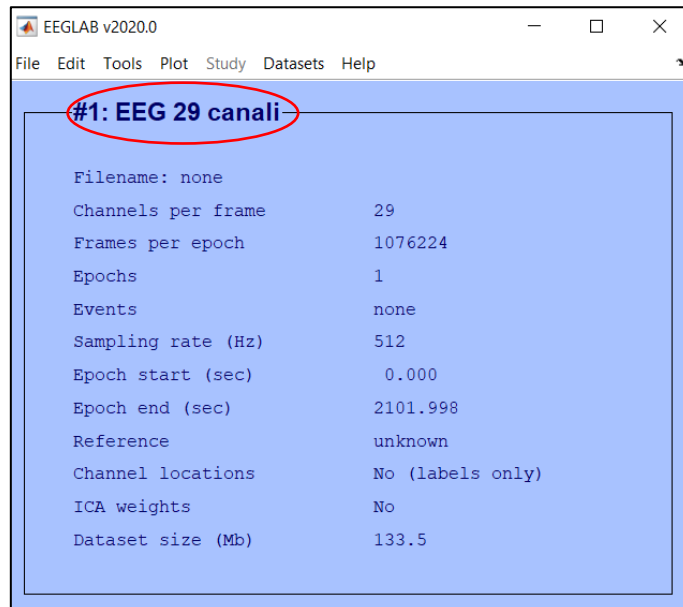 EEGLAB v2020.0
File Edit Tools Plot Study Datasets Help
#1: EEG 29 canali
Filename: none
Channels per frame 29
Frames per epoch 1076224
Epochs 1
Events none
Sampling rate (Hz) 512
Epoch start (sec) 0.000
Epoch end (sec) 2101.998
Reference unknown
Channel locations No (labels only)
ICA weights No
Dataset size (Mb) 133.5